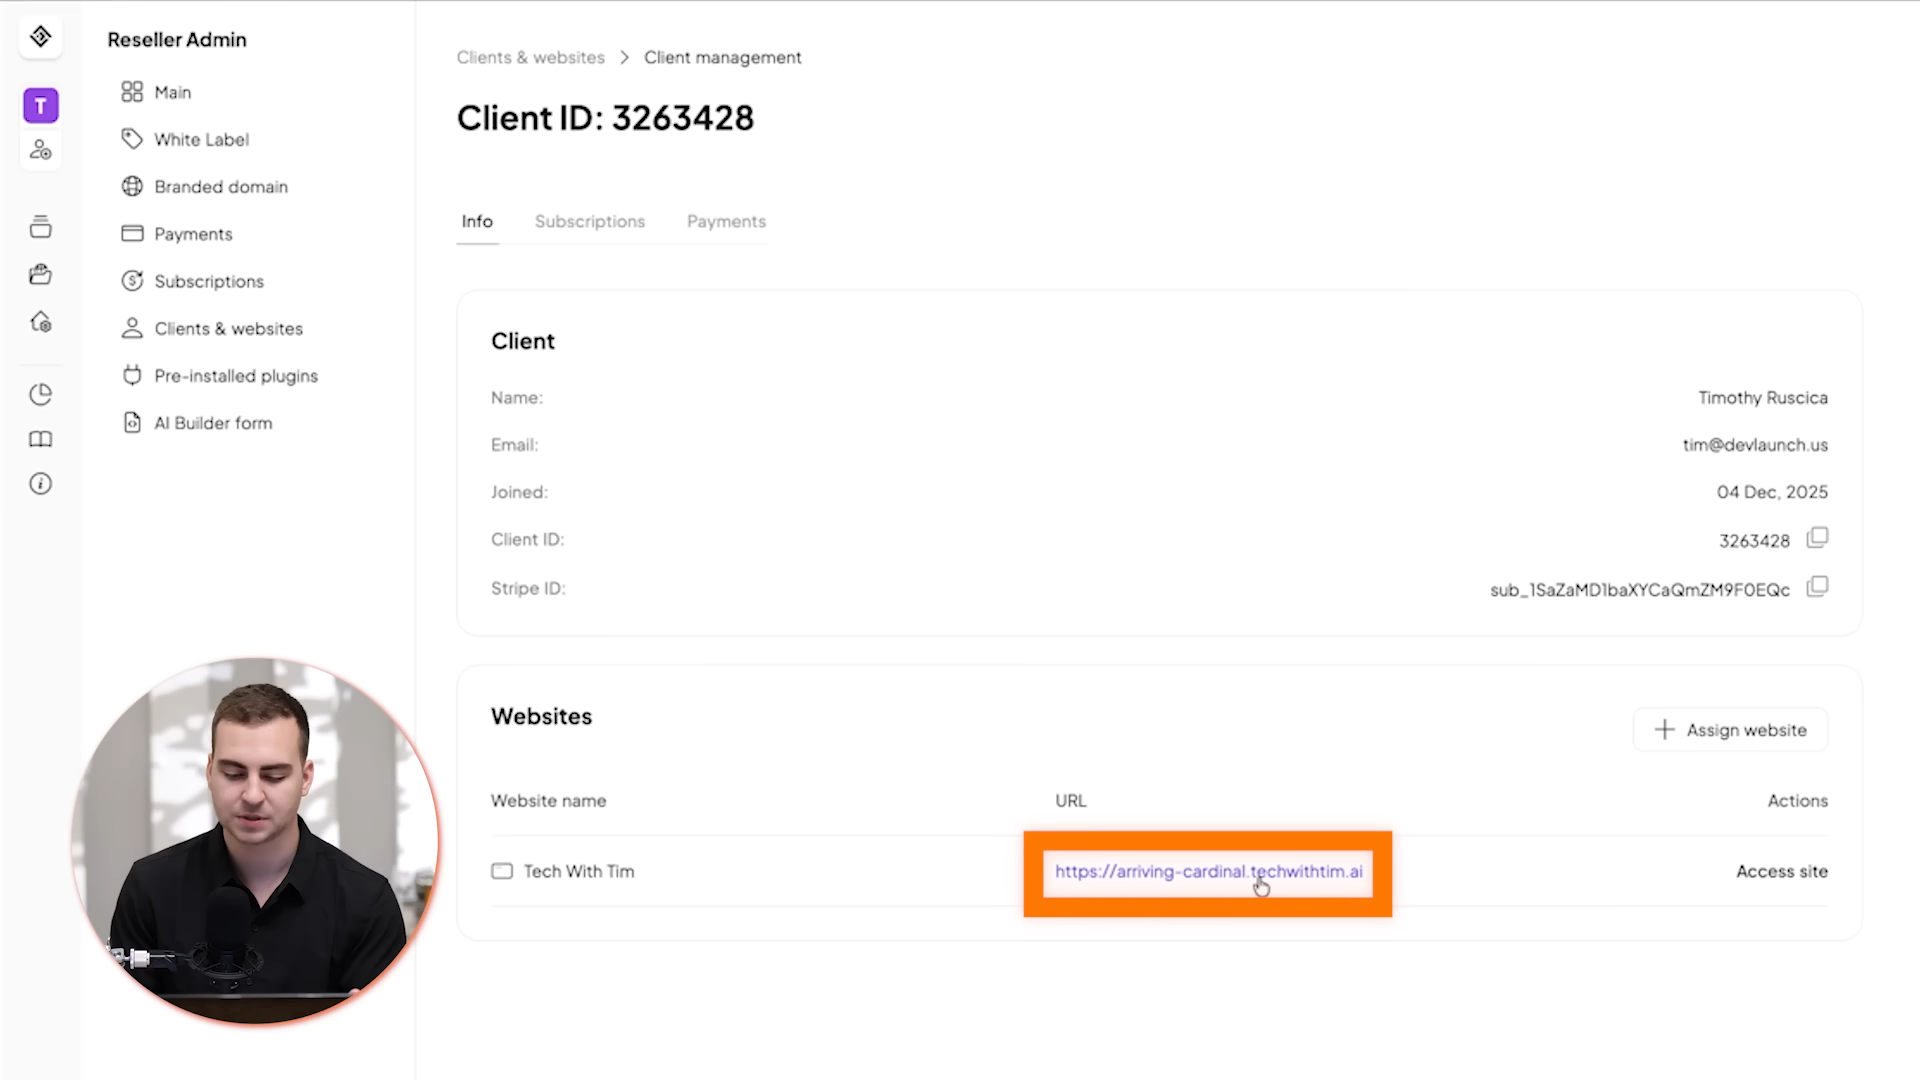 Reseller Admin
T
Main
White Label
Branded domain
Payments
Subscriptions
Clients & websites
Pre-installed plugins
AI Builder form
Clients & websites > Client management
Client ID: 3263428
Info Subscriptions Payments
Client
Name: Timothy Ruscica
Email: tim@devlaunch.us
Joined: 04 Dec, 2025
Client ID: 3263428
Stripe ID: sub_1SaZaMD1baXYCaQmZM9F0EQc
Websites
Assign website
Website name URL Actions
Tech With Tim https://arriving-cardinal.techwithtim.ai Access site